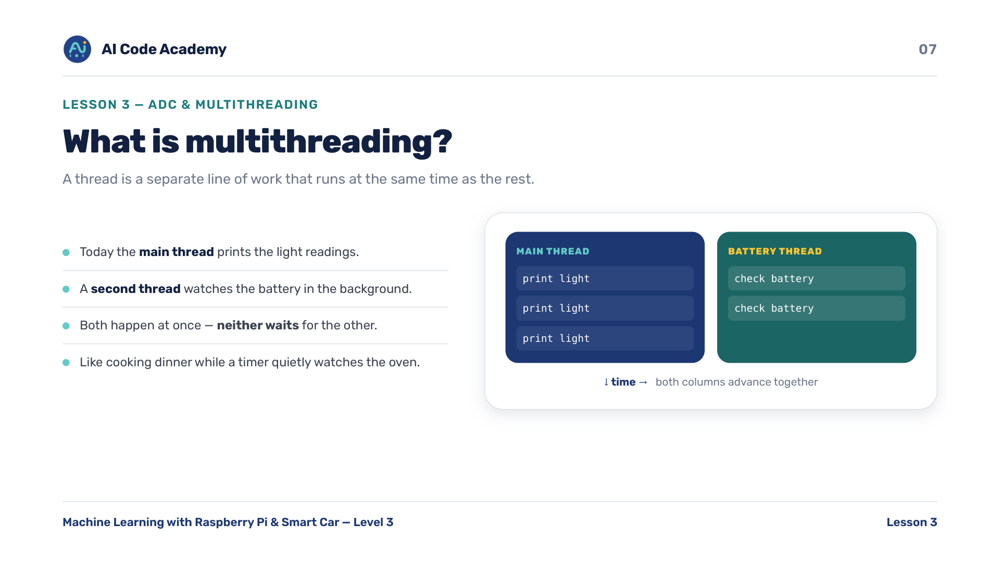 AI Code Academy
07
LESSON 3 — ADC & MULTITHREADING
What is multithreading?
A thread is a separate line of work that runs at the same time as the rest.
Today the main thread prints the light readings.
A second thread watches the battery in the background.
Both happen at once — neither waits for the other.
Like cooking dinner while a timer quietly watches the oven.
MAIN THREAD
print light
print light
print light
BATTERY THREAD
check battery
check battery
↓ time → both columns advance together
Machine Learning with Raspberry Pi & Smart Car — Level 3
Lesson 3